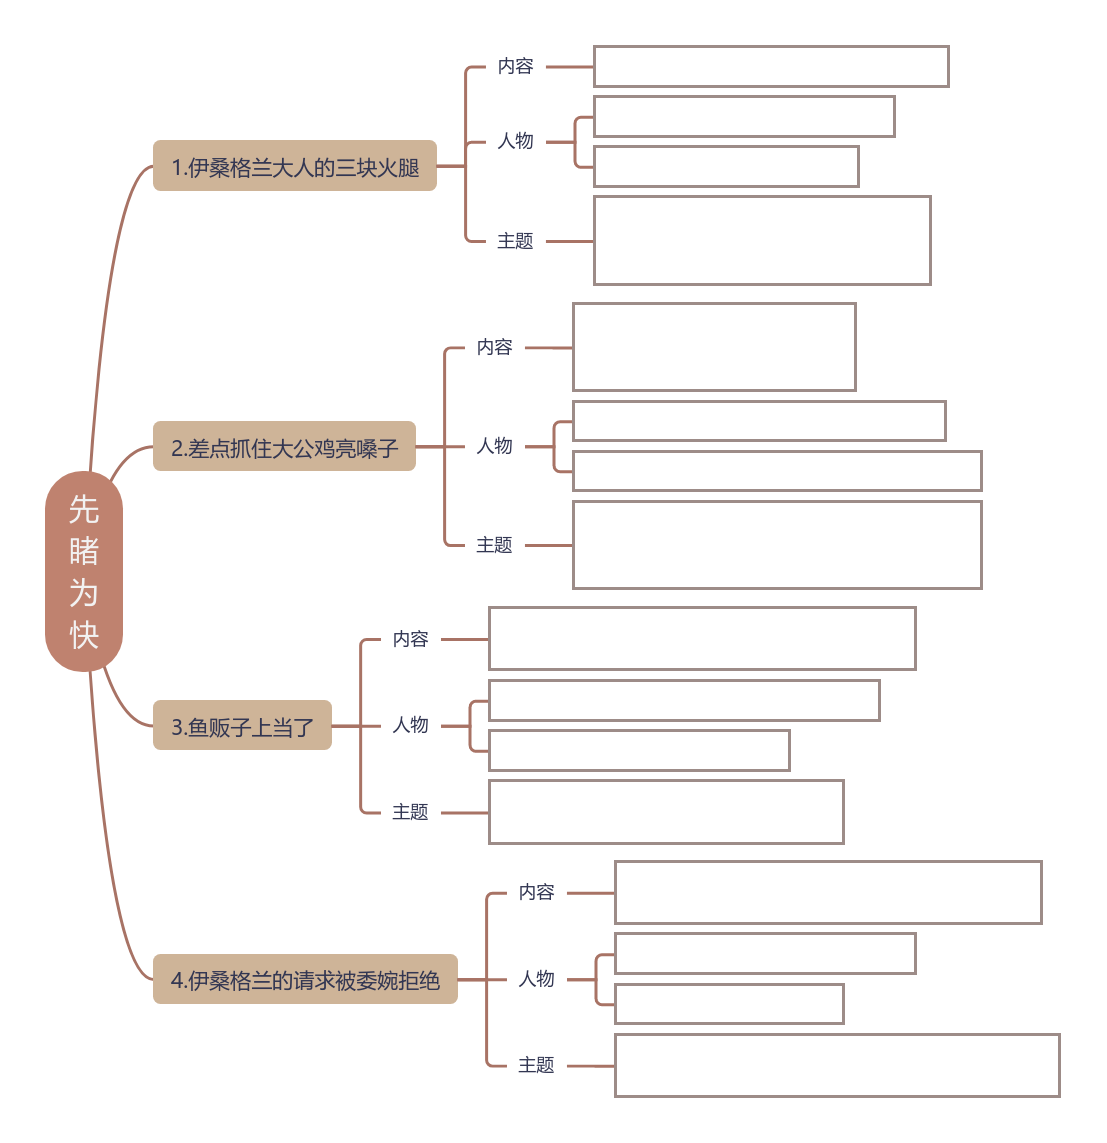 先
睹
为
快
1.伊桑格兰大人的三块火腿
内容
人物
主题
2.差点抓住大公鸡亮嗓子
内容
人物
主题
3.鱼贩子上当了
内容
人物
主题
4.伊桑格兰的请求被委婉拒绝
内容
人物
主题